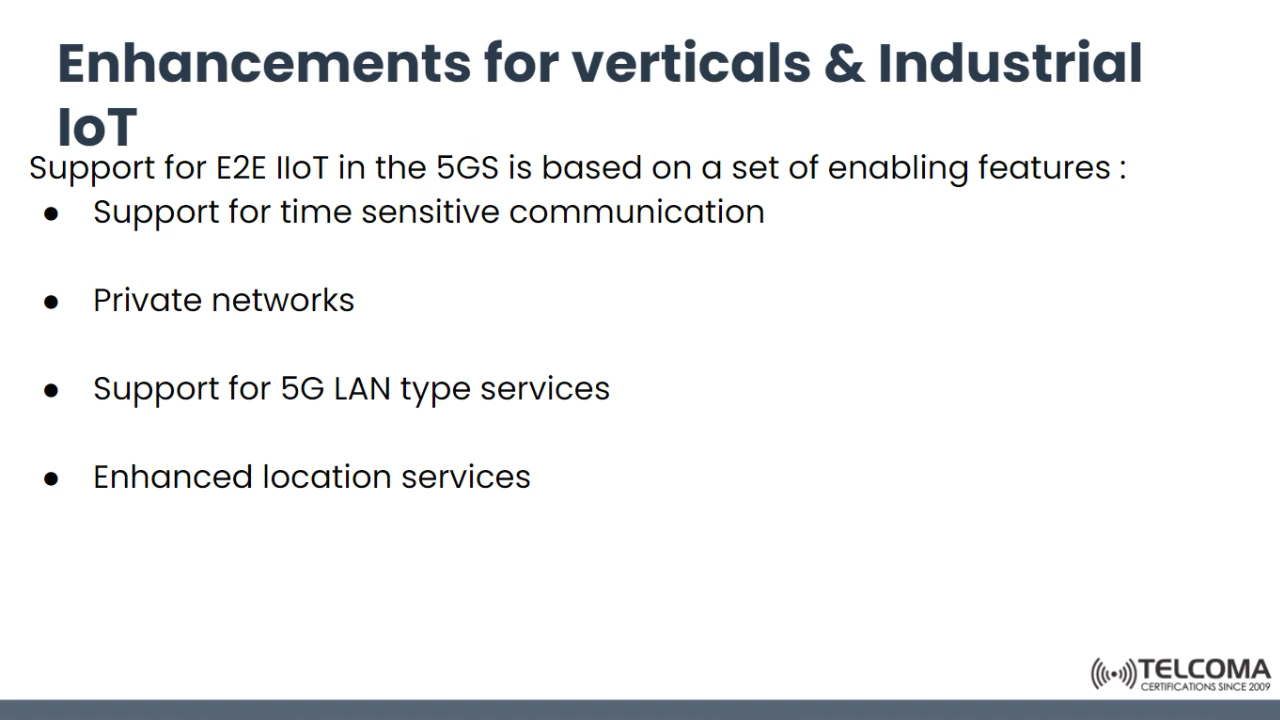 Enhancements for verticals & Industrial
IoT
Support for E2E IIoT in the 5GS is based on a set of enabling features :
● Support for time sensitive communication
● Private networks
● Support for 5G LAN type services
● Enhanced location services
TELCOMA
CERTIFICATIONS SINCE 2009